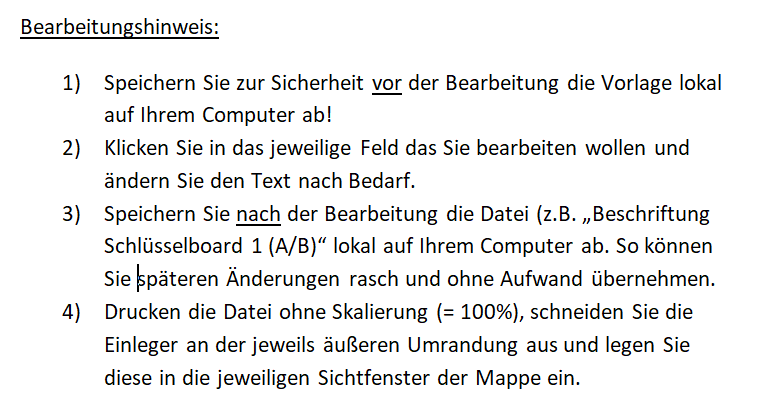 Bearbeitungshinweis:
1) Speichern Sie zur Sicherheit vor der Bearbeitung die Vorlage lokal
auf Ihrem Computer ab!
2) Klicken Sie in das jeweilige Feld das Sie bearbeiten wollen und
ändern Sie den Text nach Bedarf.
3) Speichern Sie nach der Bearbeitung die Datei (z.B. „Beschriftung
Schlüsselboard 1 (A/B)“ lokal auf Ihrem Computer ab. So können
Sie späteren Änderungen rasch und ohne Aufwand übernehmen.
4) Drucken die Datei ohne Skalierung (= 100%), schneiden Sie die
Einleger an der jeweils äußeren Umrandung aus und legen Sie
diese in die jeweiligen Sichtfenster der Mappe ein.